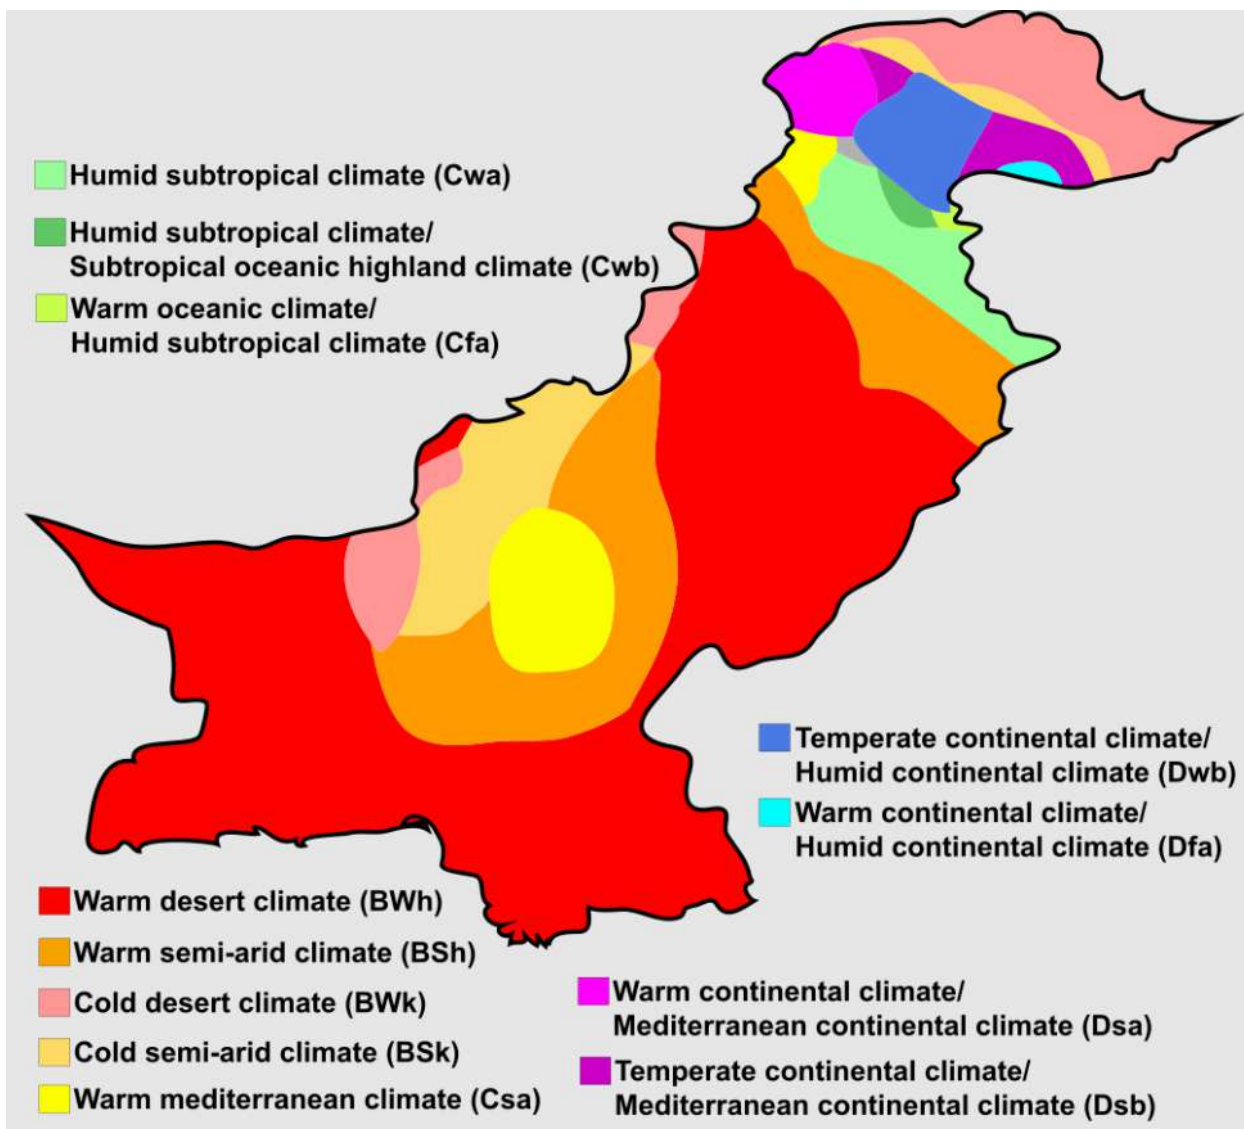 Humid subtropical climate (Cwa)
Humid subtropical climate/
Subtropical oceanic highland climate (Cwb)
Warm oceanic climate/
Humid subtropical climate (Cfa)
Temperate continental climate/
Humid continental climate (Dwb)
Warm continental climate/
Humid continental climate (Dfa)
Warm desert climate (BWh)
Warm semi-arid climate (BSh)
Cold desert climate (BWk)
Cold semi-arid climate (BSk)
Warm mediterranean climate (Csa)
Warm continental climate/
Mediterranean continental climate (Dsa)
Temperate continental climate/
Mediterranean continental climate (Dsb)